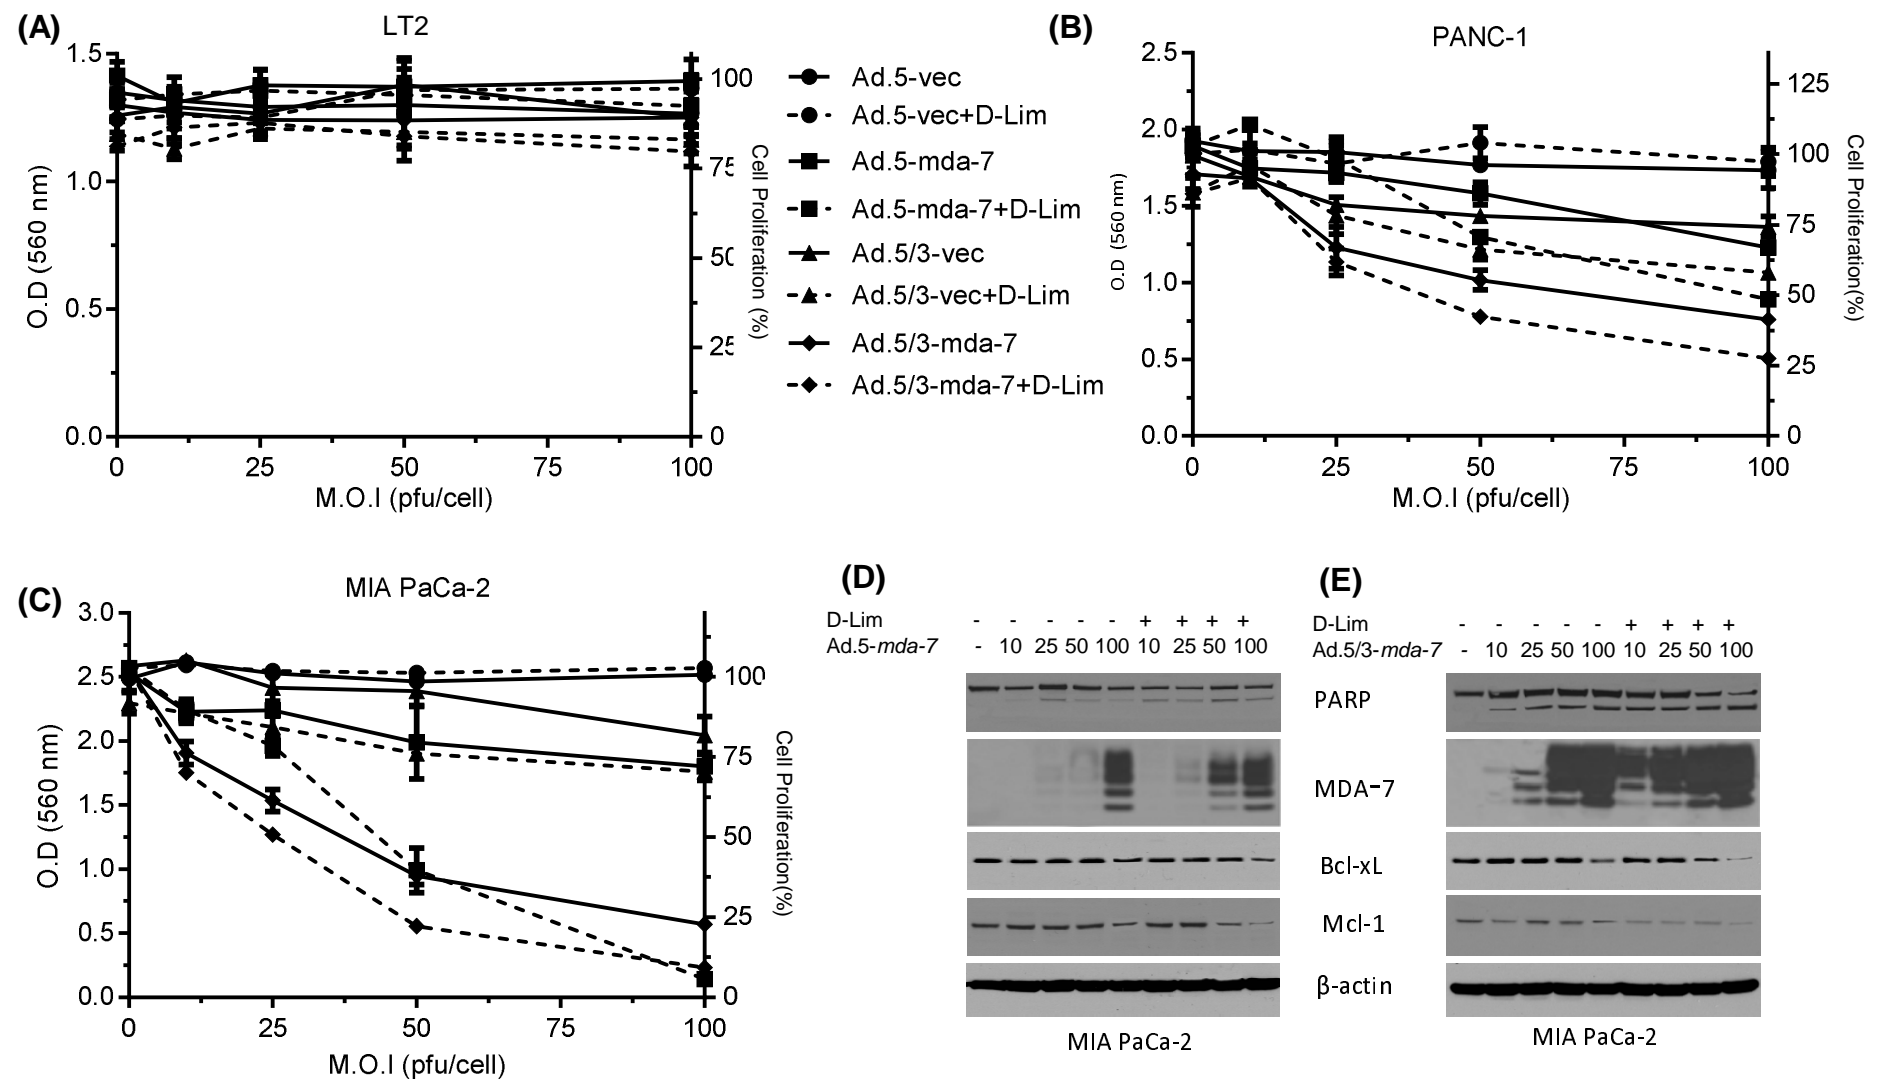 (A)
LT2
1.5
1.0
0.5
0.0
O.D (560 nm)
100
75
50
25
0
Cell Proliferation (%)
0 25 50 75 100
M.O.I (pfu/cell)
Ad.5-vec
Ad.5-vec+D-Lim
Ad.5-mda-7
Ad.5-mda-7+D-Lim
Ad.5/3-vec
Ad.5/3-vec+D-Lim
Ad.5/3-mda-7
Ad.5/3-mda-7+D-Lim
(B)
PANC-1
2.5
2.0
1.5
1.0
0.5
0.0
O.D (560 nm)
125
100
75
50
25
0
Cell Proliferation(%)
0 25 50 75 100
M.O.I (pfu/cell)
(C)
MIA PaCa-2
3.0
2.5
2.0
1.5
1.0
0.5
0.0
O.D (560 nm)
100
75
50
25
0
Cell Proliferation(%)
0 25 50 75 100
M.O.I (pfu/cell)
(D)
D-Lim - - - - - + + + +
Ad.5-mda-7 - 10 25 50 100 10 25 50 100
MIA PaCa-2
(E)
D-Lim - - - - - + + + +
Ad.5/3-mda-7 - 10 25 50 100 10 25 50 100
PARP
MDA-7
Bcl-xL
Mcl-1
β-actin
MIA PaCa-2